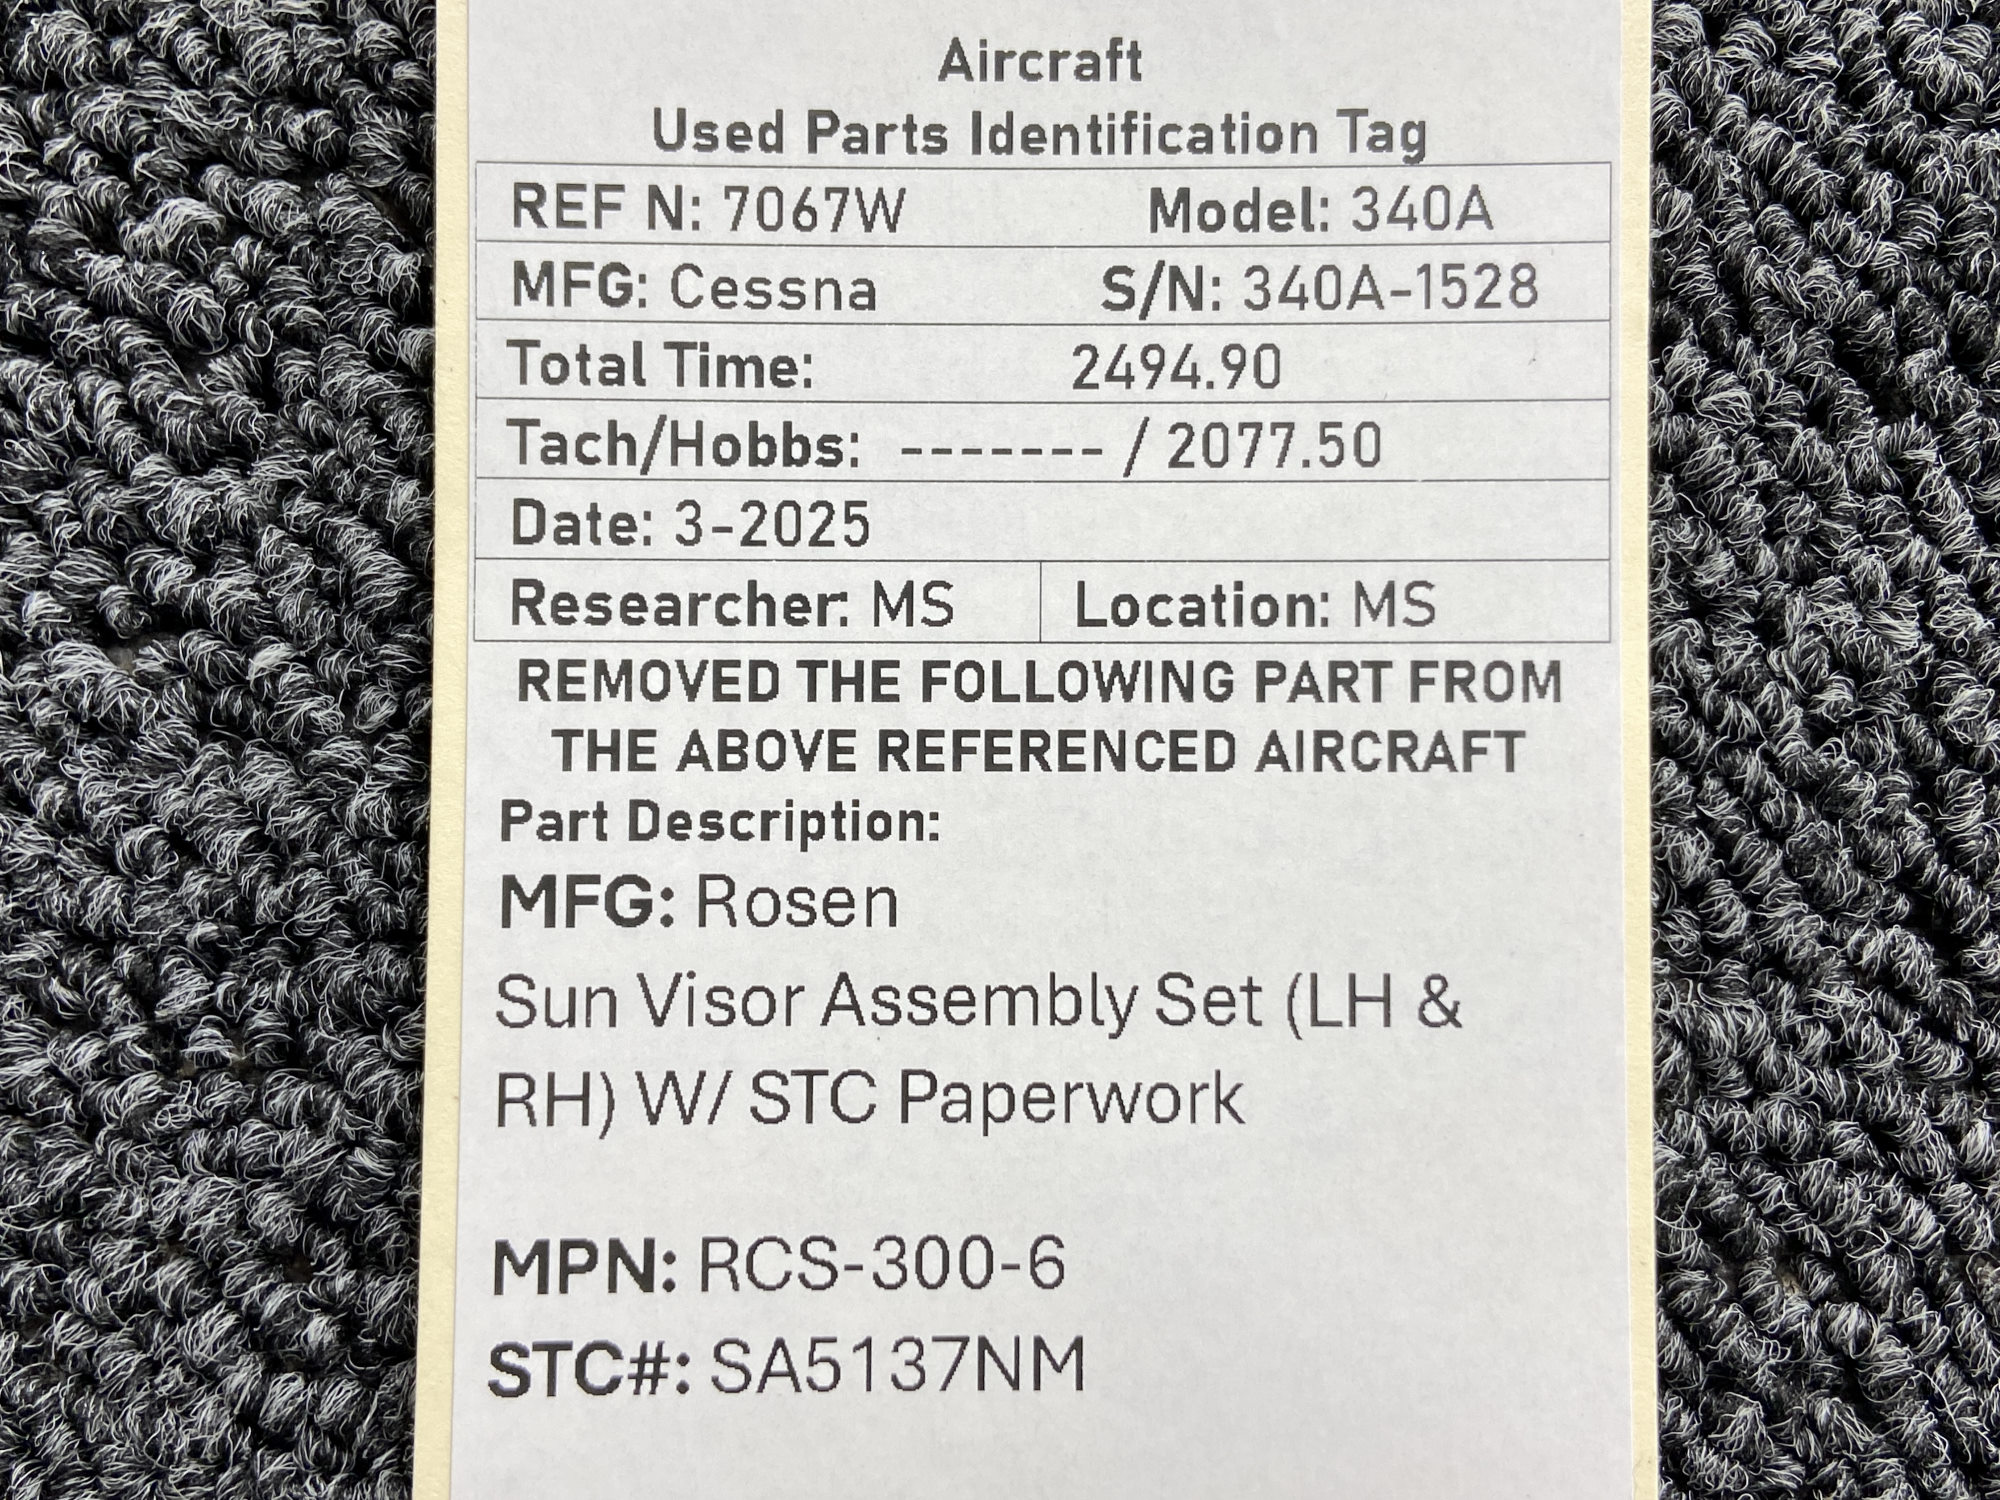 Aircraft
Used Parts Identification Tag
REF N: 7067W Model: 340A
MFG: Cessna S/N: 340A-1528
Total Time: 2494.90
Tach/Hobbs: ------- / 2077.50
Date: 3-2025
Researcher: MS Location: MS
REMOVED THE FOLLOWING PART FROM
THE ABOVE REFERENCED AIRCRAFT
Part Description:
MFG: Rosen
Sun Visor Assembly Set (LH &
RH) W/ STC Paperwork
MPN: RCS-300-6
STC#: SA5137NM